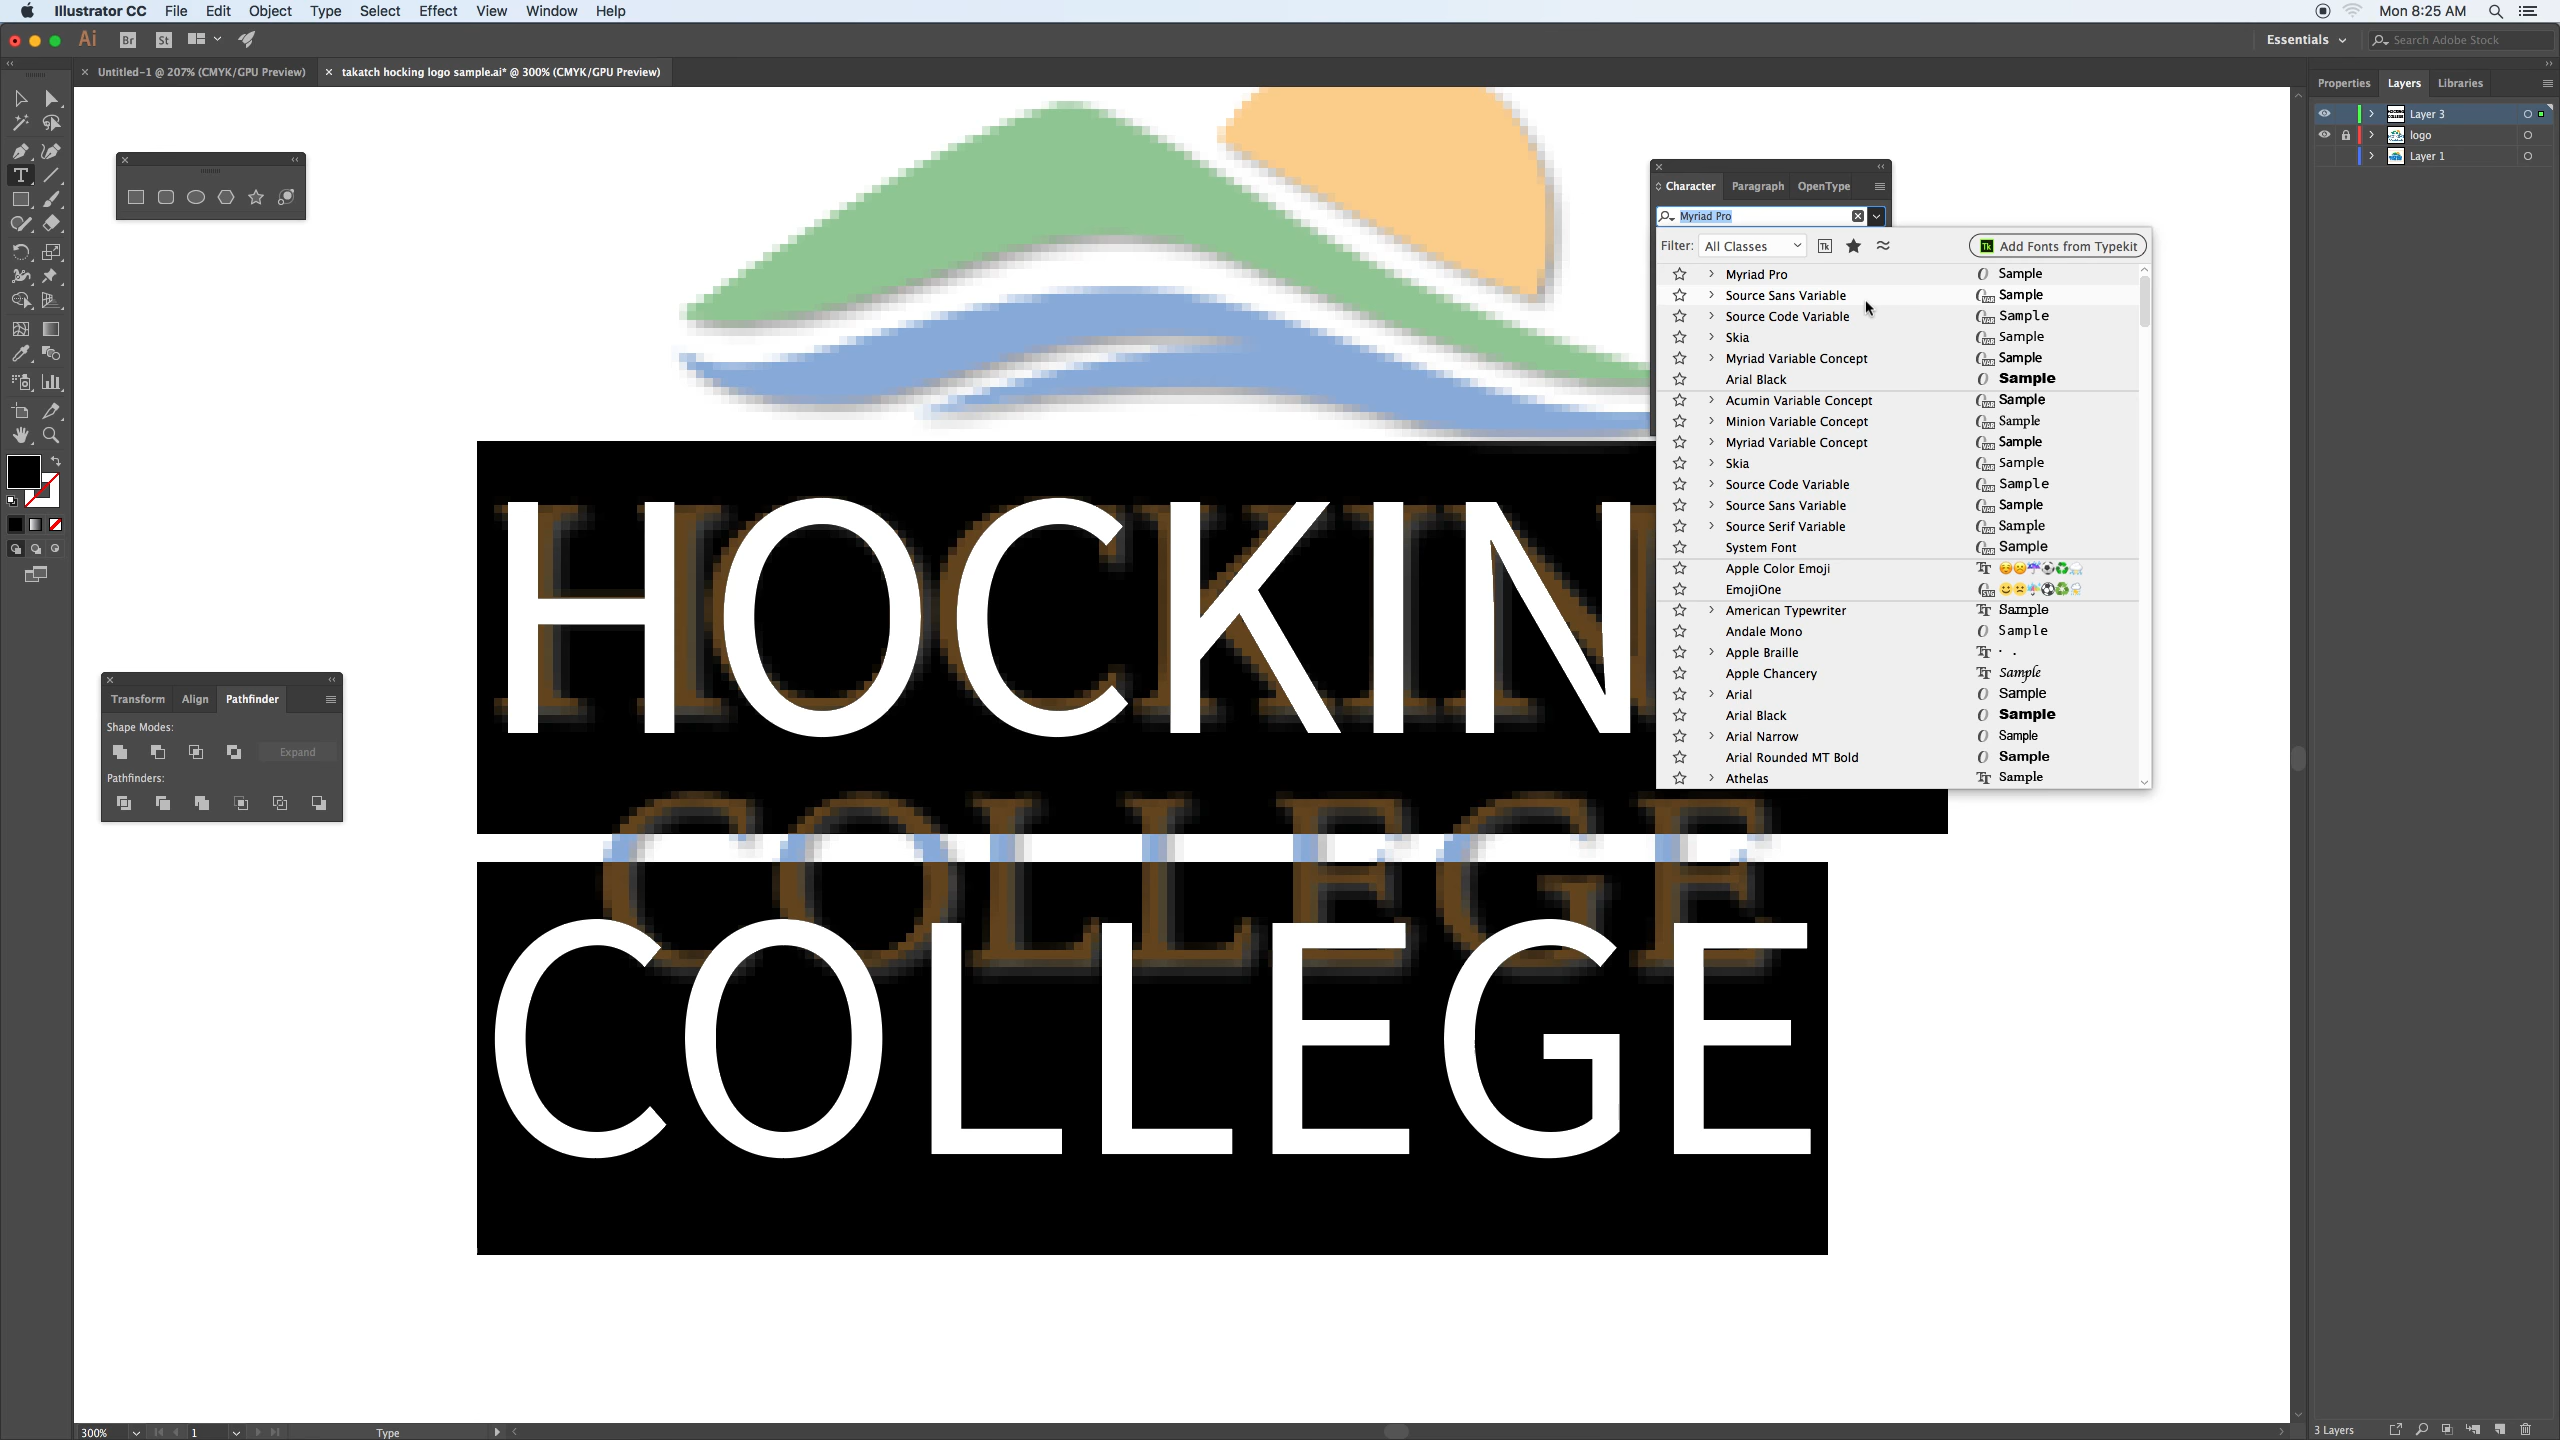 Illustrator CC File Edit Object Type Select Effect View Window Help
Mon 8:25 AM
Ai Br St
Essentials
Search Adobe Stock
Untitled-1 @ 207% (CMYK/GPU Preview)
takatch hocking logo sample.ai* @ 300% (CMYK/GPU Preview)
Properties Layers Libraries
Layer 3
logo
Layer 1
Character Paragraph OpenType
Myriad Pro
Filter: All Classes Tk Tk Add Fonts from Typekit
Myriad Pro Sample
Source Sans Variable Sample
Source Code Variable Sample
Skia Sample
Myriad Variable Concept Sample
Arial Black Sample
Acumin Variable Concept Sample
Minion Variable Concept Sample
Myriad Variable Concept Sample
Skia Sample
Source Code Variable Sample
Source Sans Variable Sample
Source Serif Variable Sample
System Font Sample
Apple Color Emoji
EmojiOne
American Typewriter Sample
Andale Mono Sample
Apple Braille
Apple Chancery Sample
Arial Sample
Arial Black Sample
Arial Narrow Sample
Arial Rounded MT Bold Sample
Athelas Sample
HOCKIN
COLLEGE
HOCKIN
COLLEGE
Transform Align Pathfinder
Shape Modes:
Expand
Pathfinders:
300% 1 Type
3 Layers